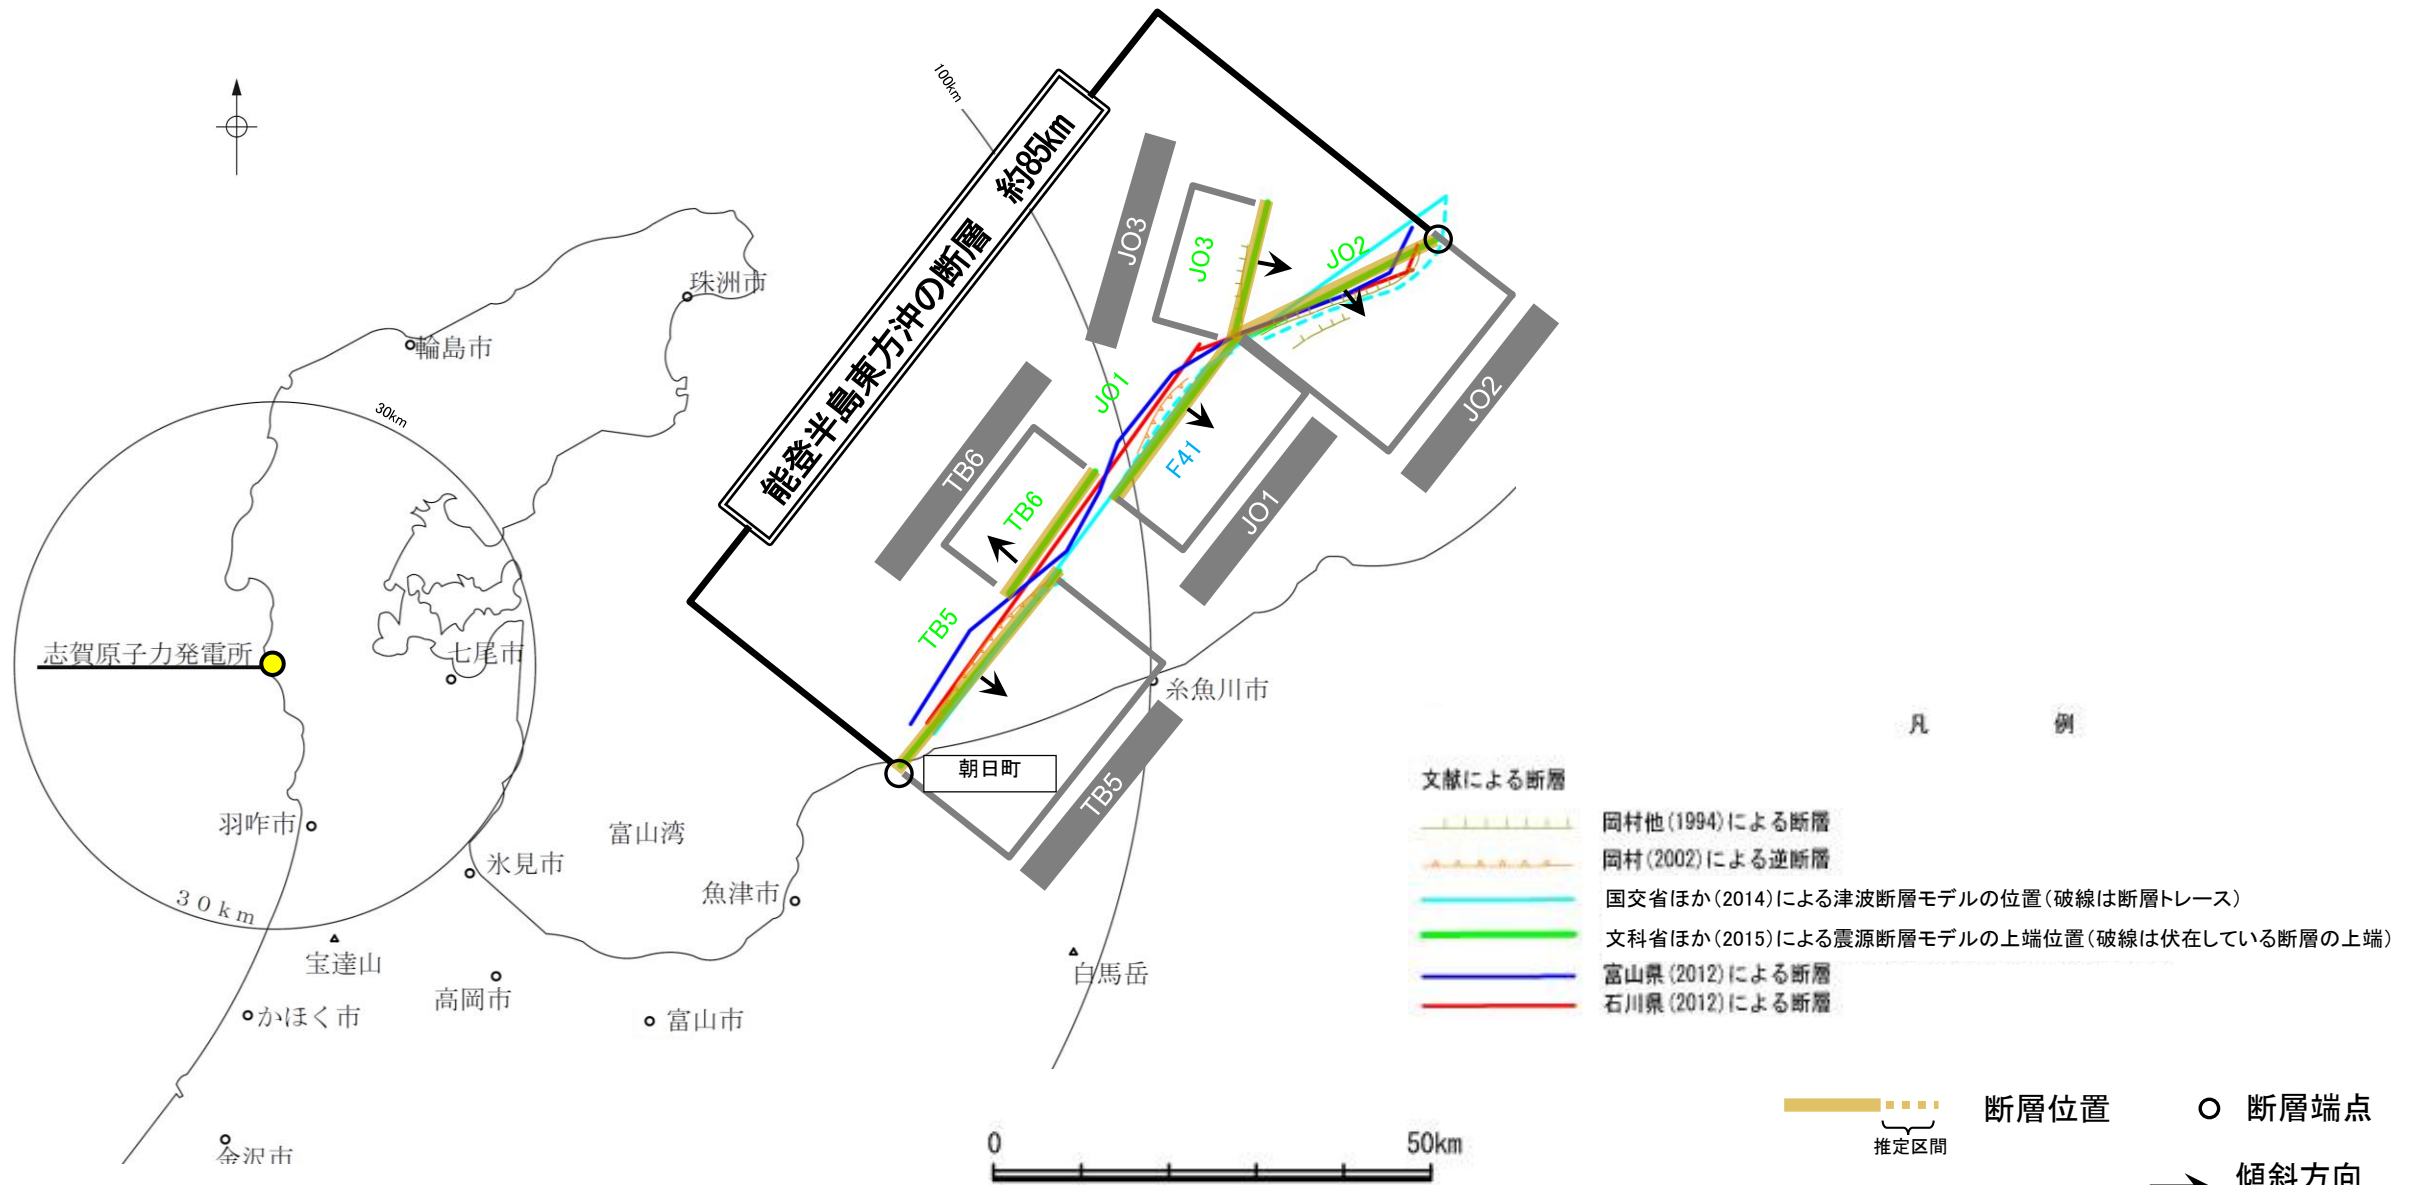 100km
能登半島東方沖の断層　約85km
JO3
JO3
JO2
珠洲市
輪島市
JO1
JO2
30km
TB6
F41
TB6
JO1
TB5
志賀原子力発電所
七尾市
糸魚川市
朝日町
TB5
羽咋市
富山湾
氷見市
魚津市
30km
宝達山
白馬岳
高岡市
かほく市
富山市
金沢市
凡　例
文献による断層
岡村他(1994)による断層
岡村(2002)による逆断層
国交省ほか(2014)による津波断層モデルの位置(破線は断層トレース)
文科省ほか(2015)による震源断層モデルの上端位置(破線は伏在している断層の上端)
富山県(2012)による断層
石川県(2012)による断層
断層位置
断層端点
推定区間
傾斜方向
0
50km